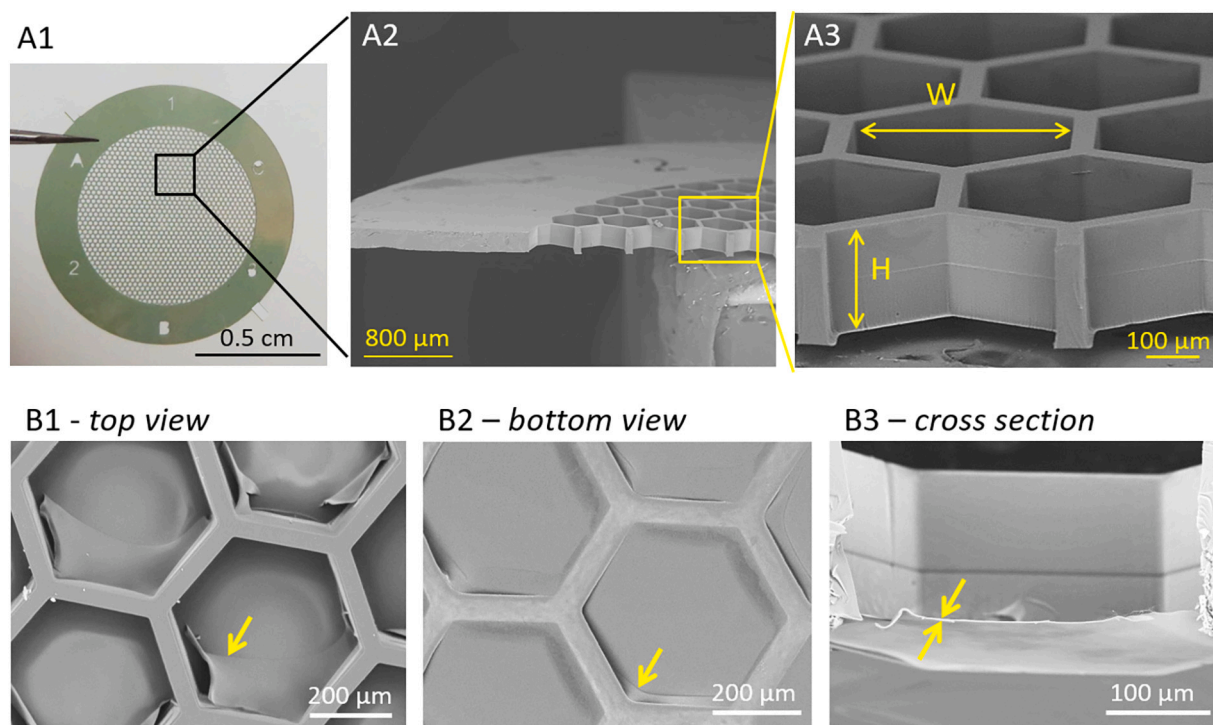 A1
1
A
C
2
D
B
0.5 cm
A2
2
800 µm
A3
W
H
100 µm
B1 - top view
200 µm
B2 – bottom view
200 µm
B3 – cross section
100 µm